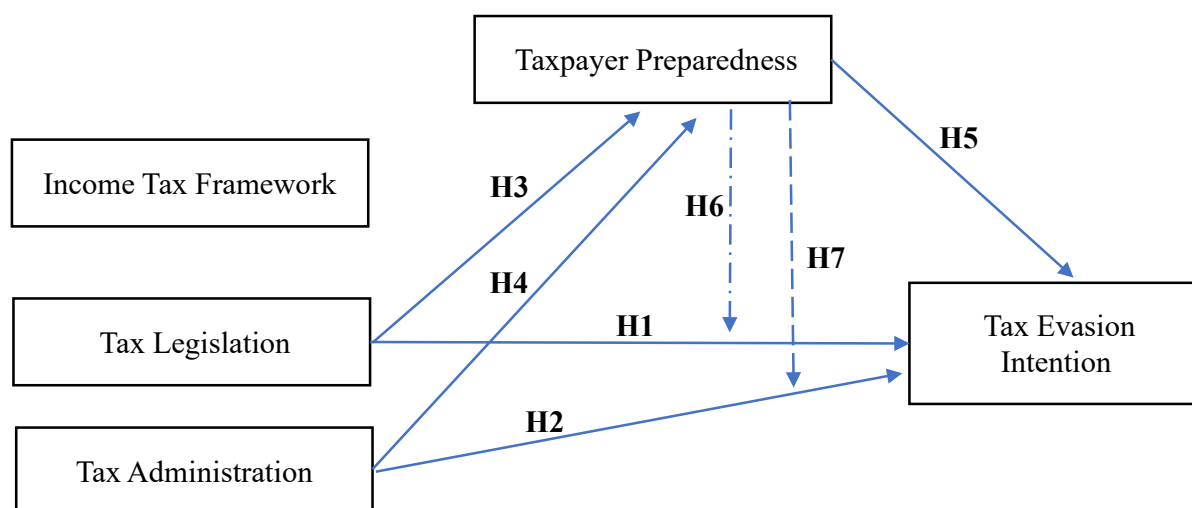 Taxpayer Preparedness
H5
Income Tax Framework
H3
H6
H7
H4
Tax Legislation
H1
Tax Evasion
Intention
H2
Tax Administration